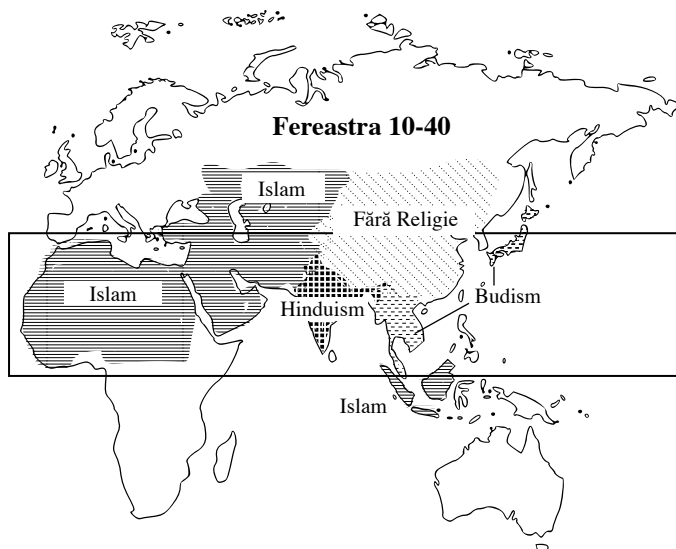 Fereastra 10-40
Islam
Fără Religie
Islam
Hinduism
Budism
Islam